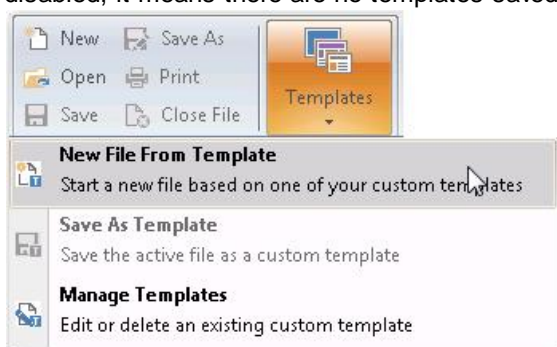 disabled, it means there are no templates saved
New Save As
Open Print
Save Close File
Templates
New File From Template
Start a new file based on one of your custom templates
Save As Template
Save the active file as a custom template
Manage Templates
Edit or delete an existing custom template